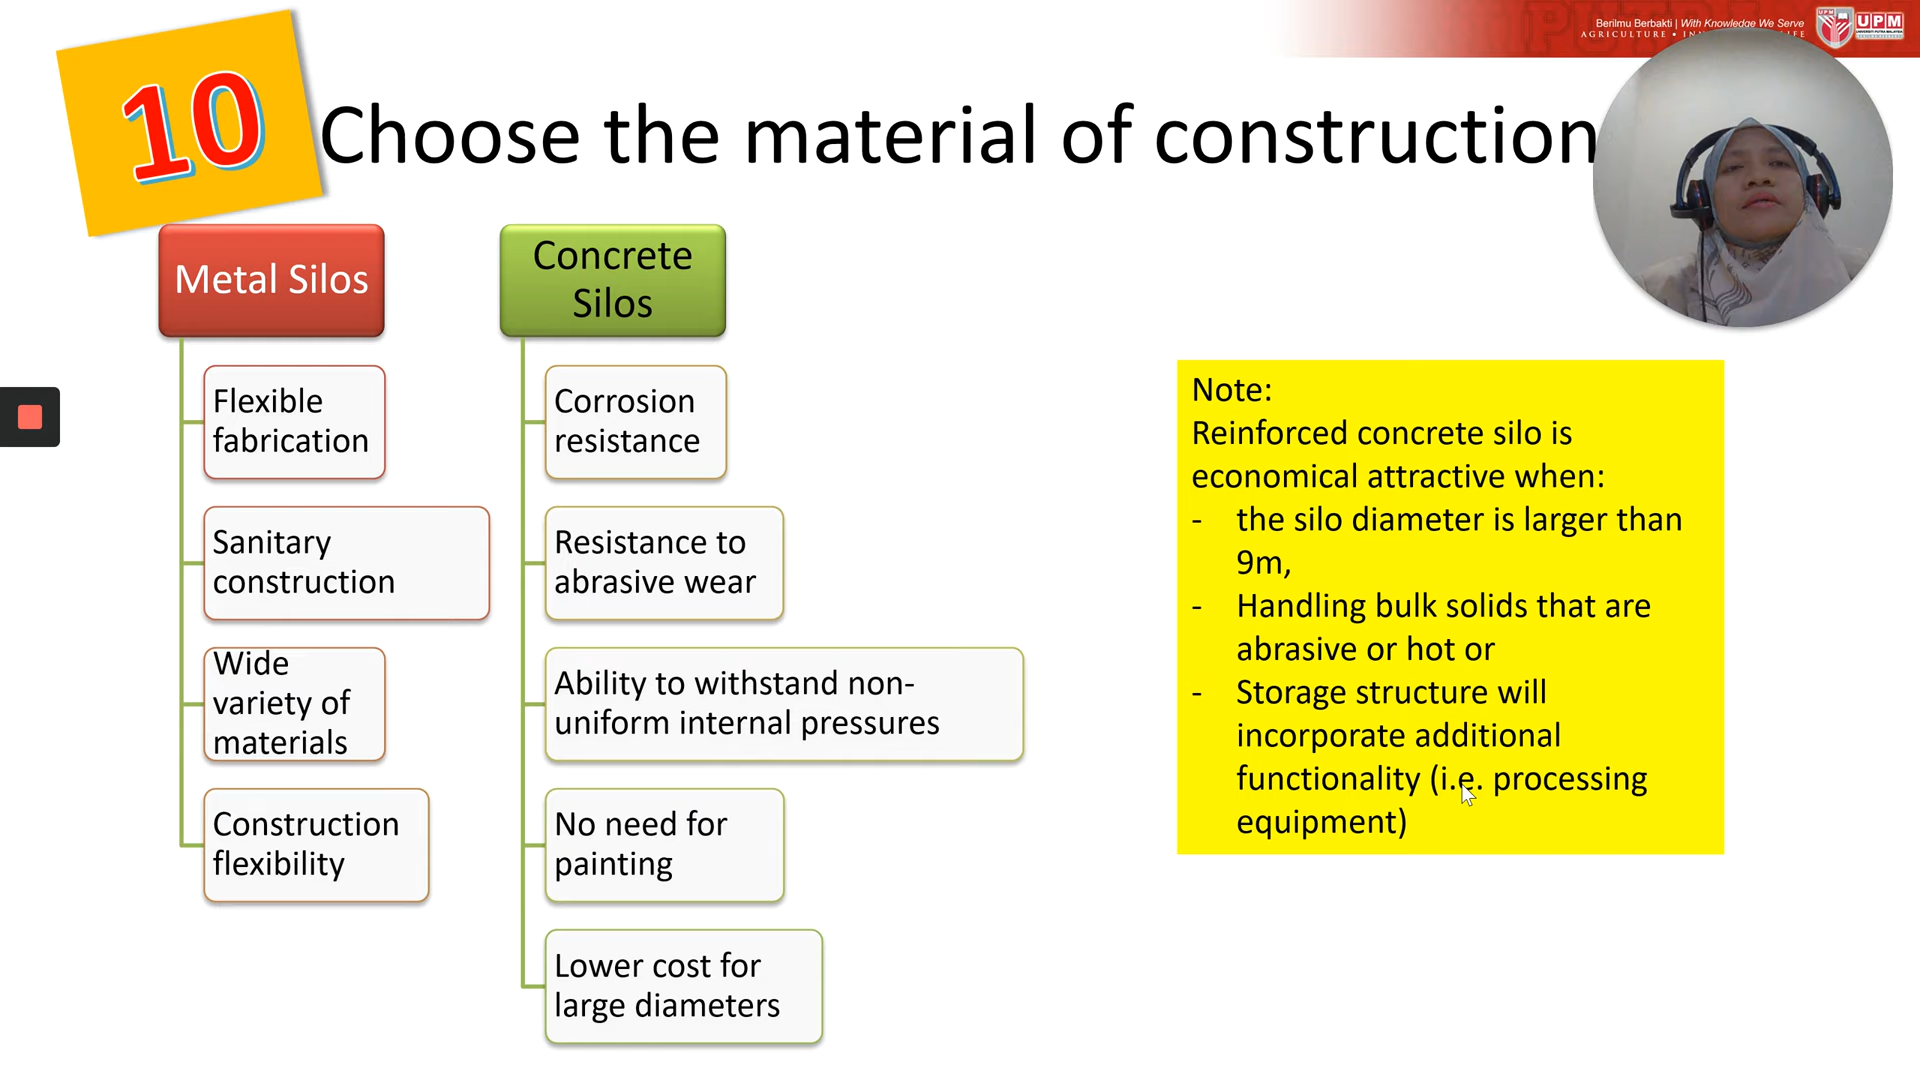 Berilmu Berbakti | With Knowledge We Serve
AGRICULTURE •
UPM
UPM
10
Choose the material of construction
Metal Silos
Flexible
fabrication
Sanitary
construction
Wide
variety of
materials
Construction
flexibility
Concrete
Silos
Corrosion
resistance
Resistance to
abrasive wear
Ability to withstand non-
uniform internal pressures
No need for
painting
Lower cost for
large diameters
Note:
Reinforced concrete silo is
economical attractive when:
- the silo diameter is larger than
9m,
- Handling bulk solids that are
abrasive or hot or
- Storage structure will
incorporate additional
functionality (i.e. processing
equipment)